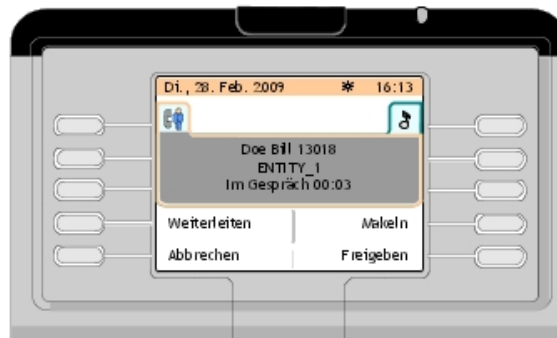 Di., 28. Feb. 2009 16:13
Doe Bill 13018
ENTITY_1
Im Gespräch 00:03
Weiterleiten Makeln
Abbrechen Freigeben